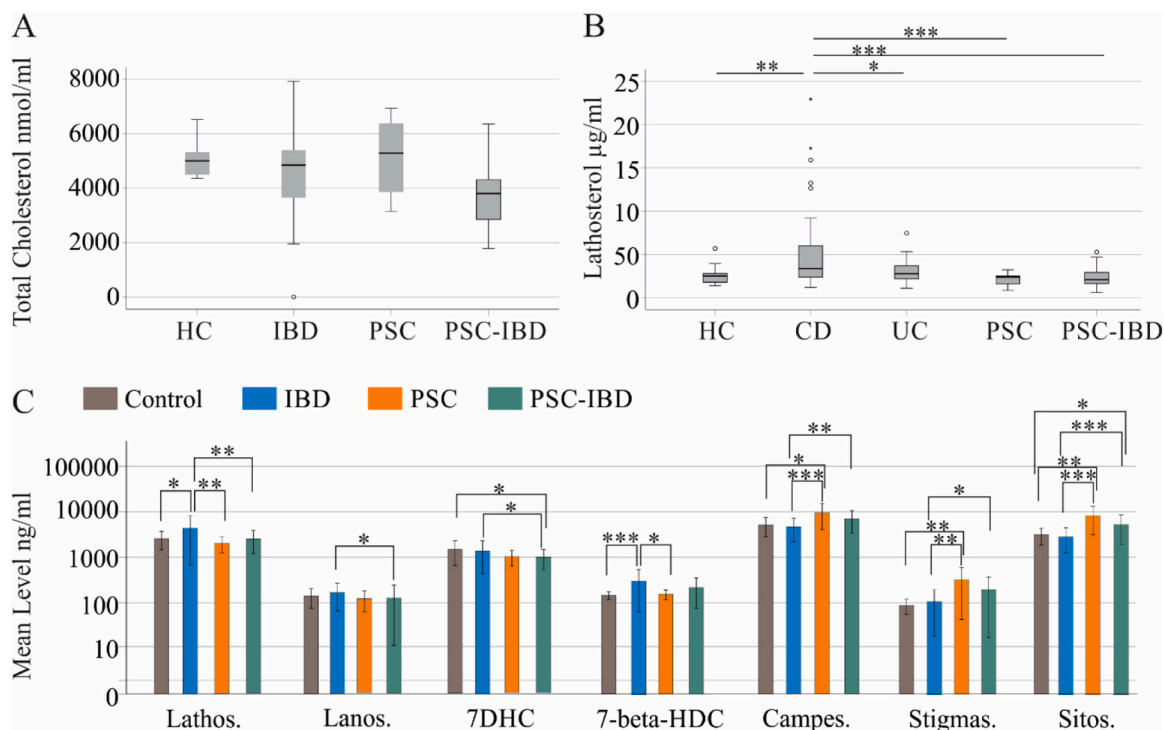 A
Total Cholesterol nmol/ml
8000
6000
4000
2000
0
HC IBD PSC PSC-IBD
B
Lathosterol µg/ml
***
***
** *
25
20
15
10
50
0
HC CD UC PSC PSC-IBD
C
Control IBD PSC PSC-IBD
Mean Level ng/ml
100000
10000
1000
100
10
0
* ** **
*
* *
*** *
* *** **
** ** *
* *** ** ***
Lathos. Lanos. 7DHC 7-beta-HDC Campes. Stigmas. Sitos.